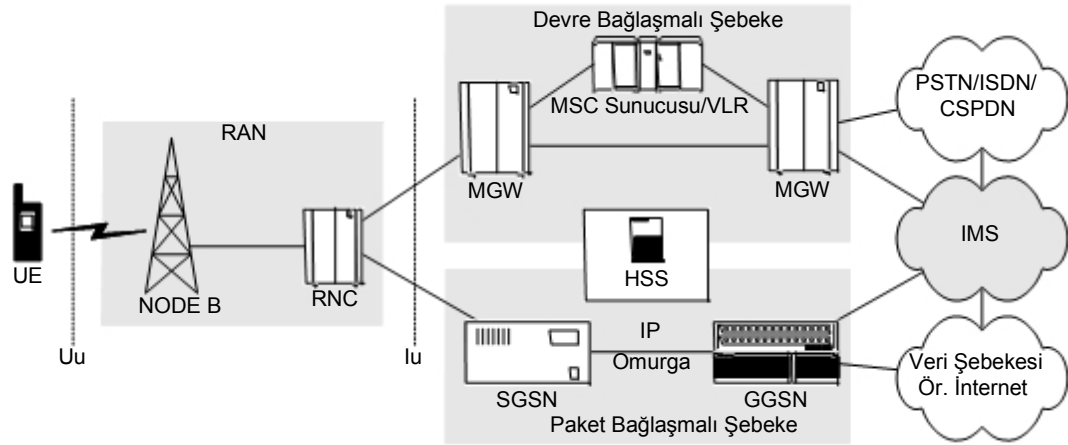 Devre Bağlaşmalı Şebeke
MSC Sunucusu/VLR
MGW
MGW
PSTN/ISDN/
CSPDN
RAN
UE
NODE B
RNC
HSS
IMS
Uu
Iu
IP
Omurga
SGSN
GGSN
Paket Bağlaşmalı Şebeke
Veri Şebekesi
Ör. İnternet